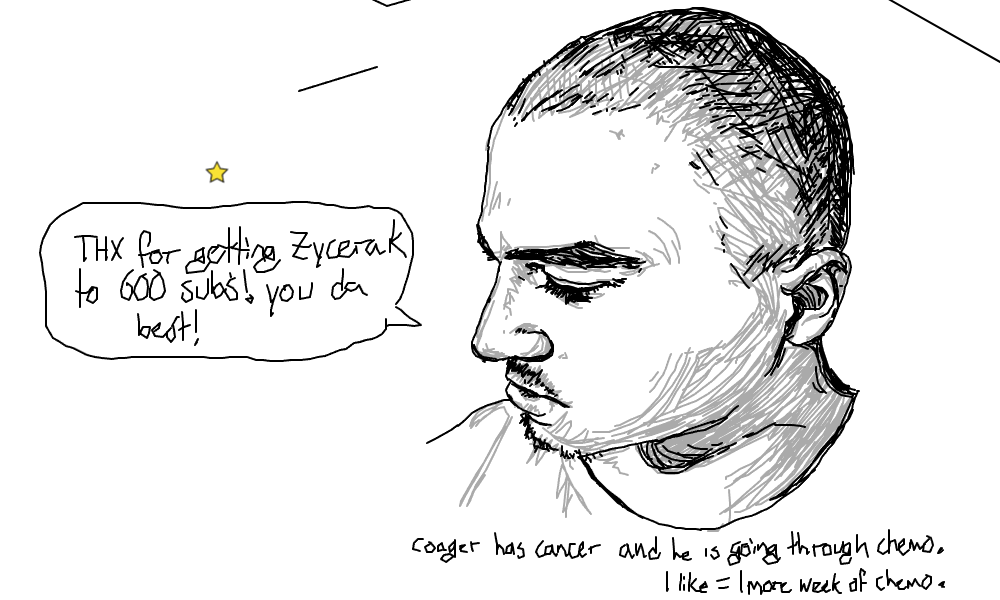 THX for getting Zycerak
to 600 subs! you da
best!
coager has cancer and he is going through chemo.
1 like = 1 more week of chemo.